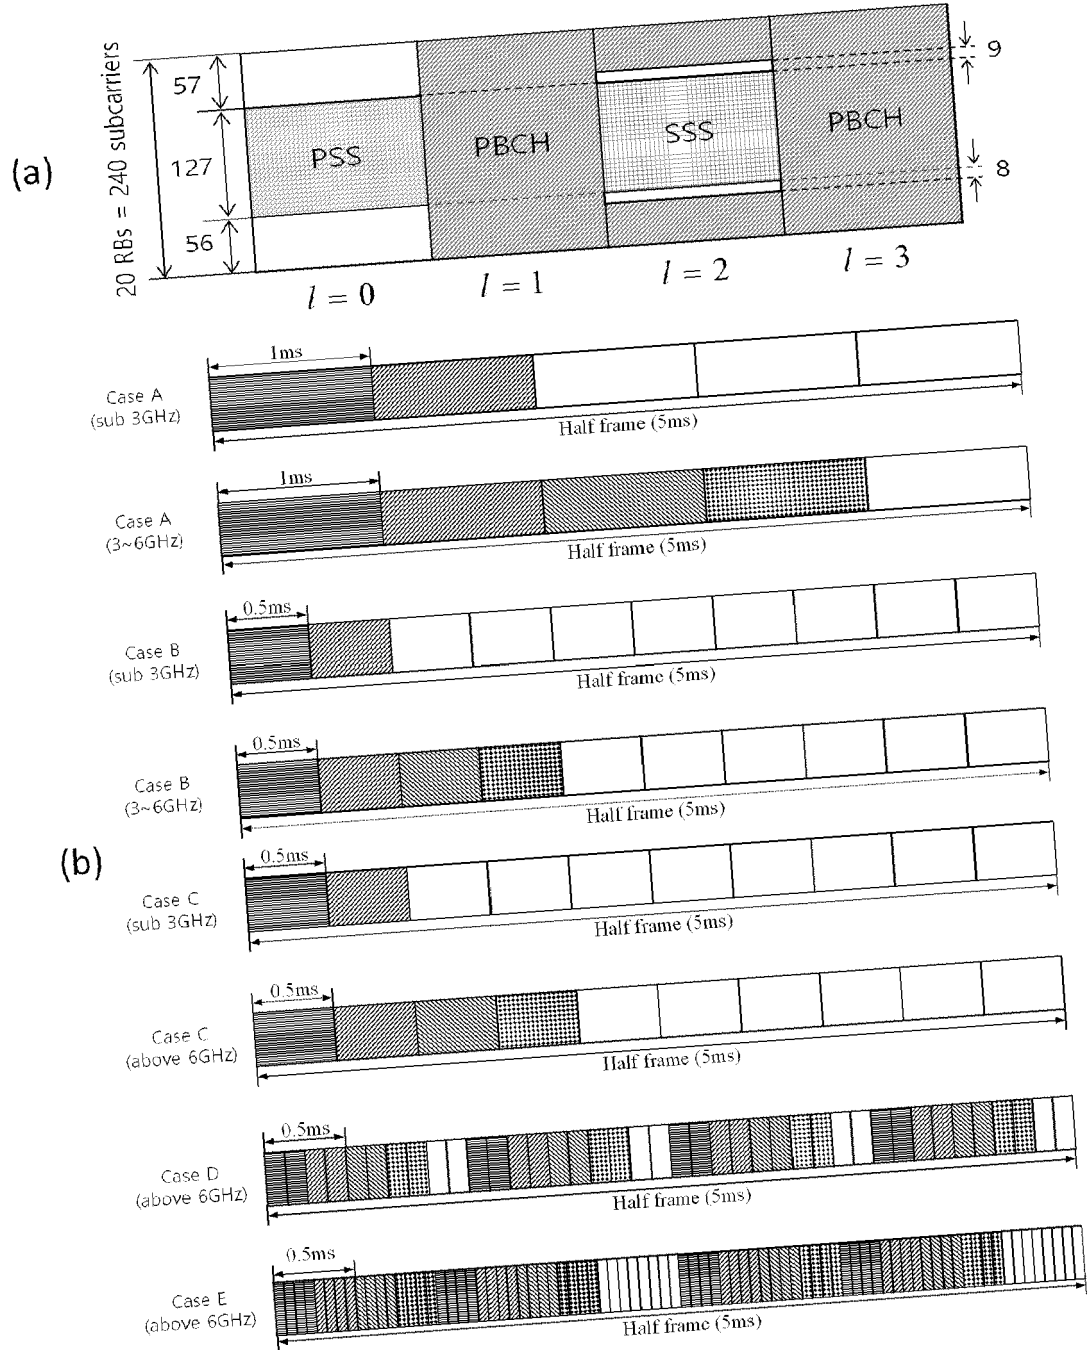 (a)
20 RBs = 240 subcarriers
57
127
56
PSS
PBCH
SSS
PBCH
9
8
l = 0
l = 1
l = 2
l = 3
(b)
Case A
(sub 3GHz)
1ms
Half frame (5ms)
Case A
(3~6GHz)
1ms
Half frame (5ms)
Case B
(sub 3GHz)
0.5ms
Half frame (5ms)
Case B
(3~6GHz)
0.5ms
Half frame (5ms)
Case C
(sub 3GHz)
0.5ms
Half frame (5ms)
Case C
(above 6GHz)
0.5ms
Half frame (5ms)
Case D
(above 6GHz)
0.5ms
Half frame (5ms)
Case E
(above 6GHz)
0.5ms
Half frame (5ms)